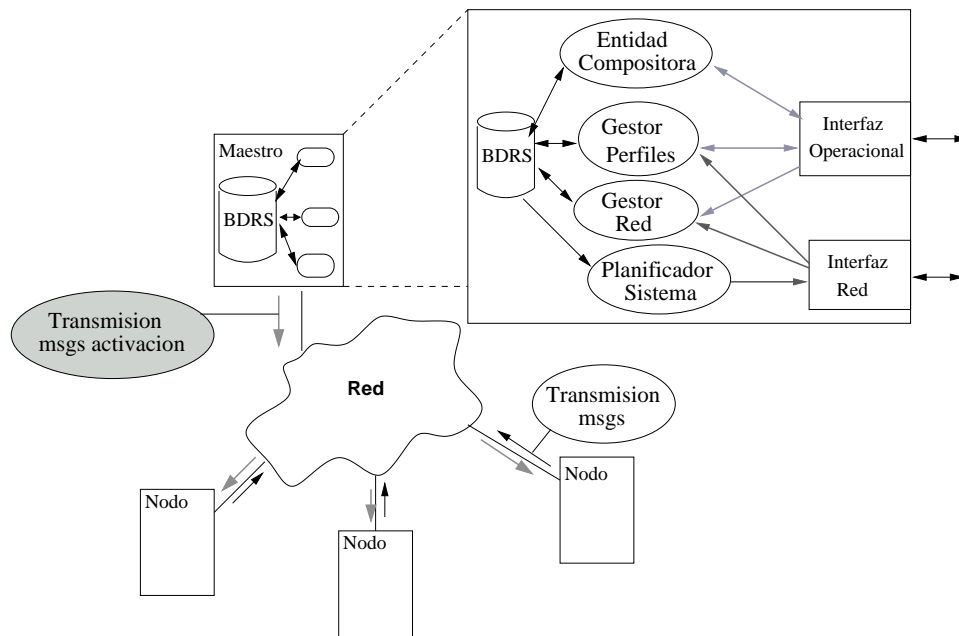 Entidad
Compositora
Maestro
BDRS
BDRS
Gestor
Perfiles
Interfaz
Operacional
Gestor
Red
Planificador
Sistema
Interfaz
Red
Transmision
msgs activacion
Red
Transmision
msgs
Nodo
Nodo
Nodo